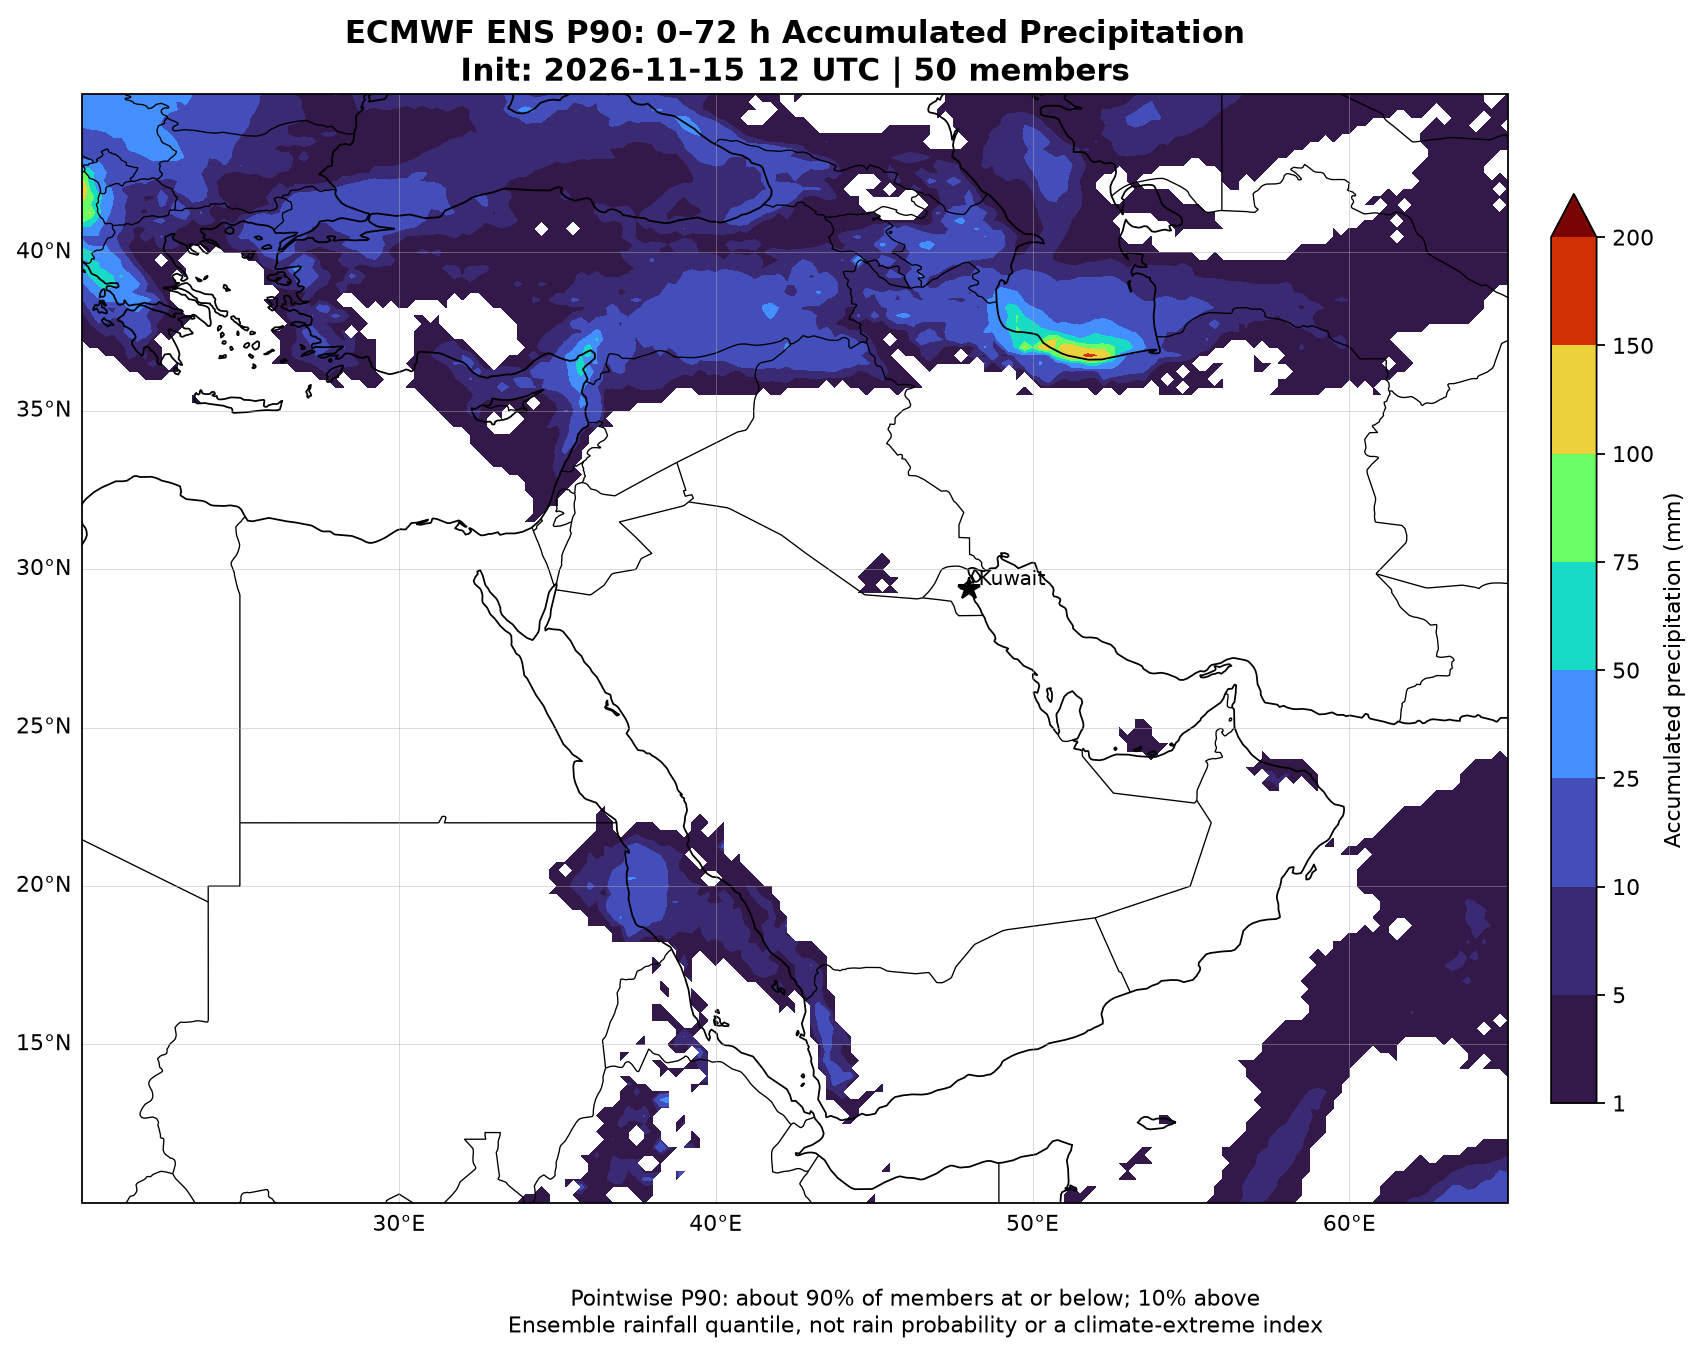 ECMWF ENS P90: 0–72 h Accumulated Precipitation
Init: 2026-11-15 12 UTC | 50 members
40°N
35°N
30°N
25°N
20°N
15°N
Kuwait
30°E
40°E
50°E
60°E
200
150
100
75
50
25
10
5
1
Accumulated precipitation (mm)
Pointwise P90: about 90% of members at or below; 10% above
Ensemble rainfall quantile, not rain probability or a climate-extreme index